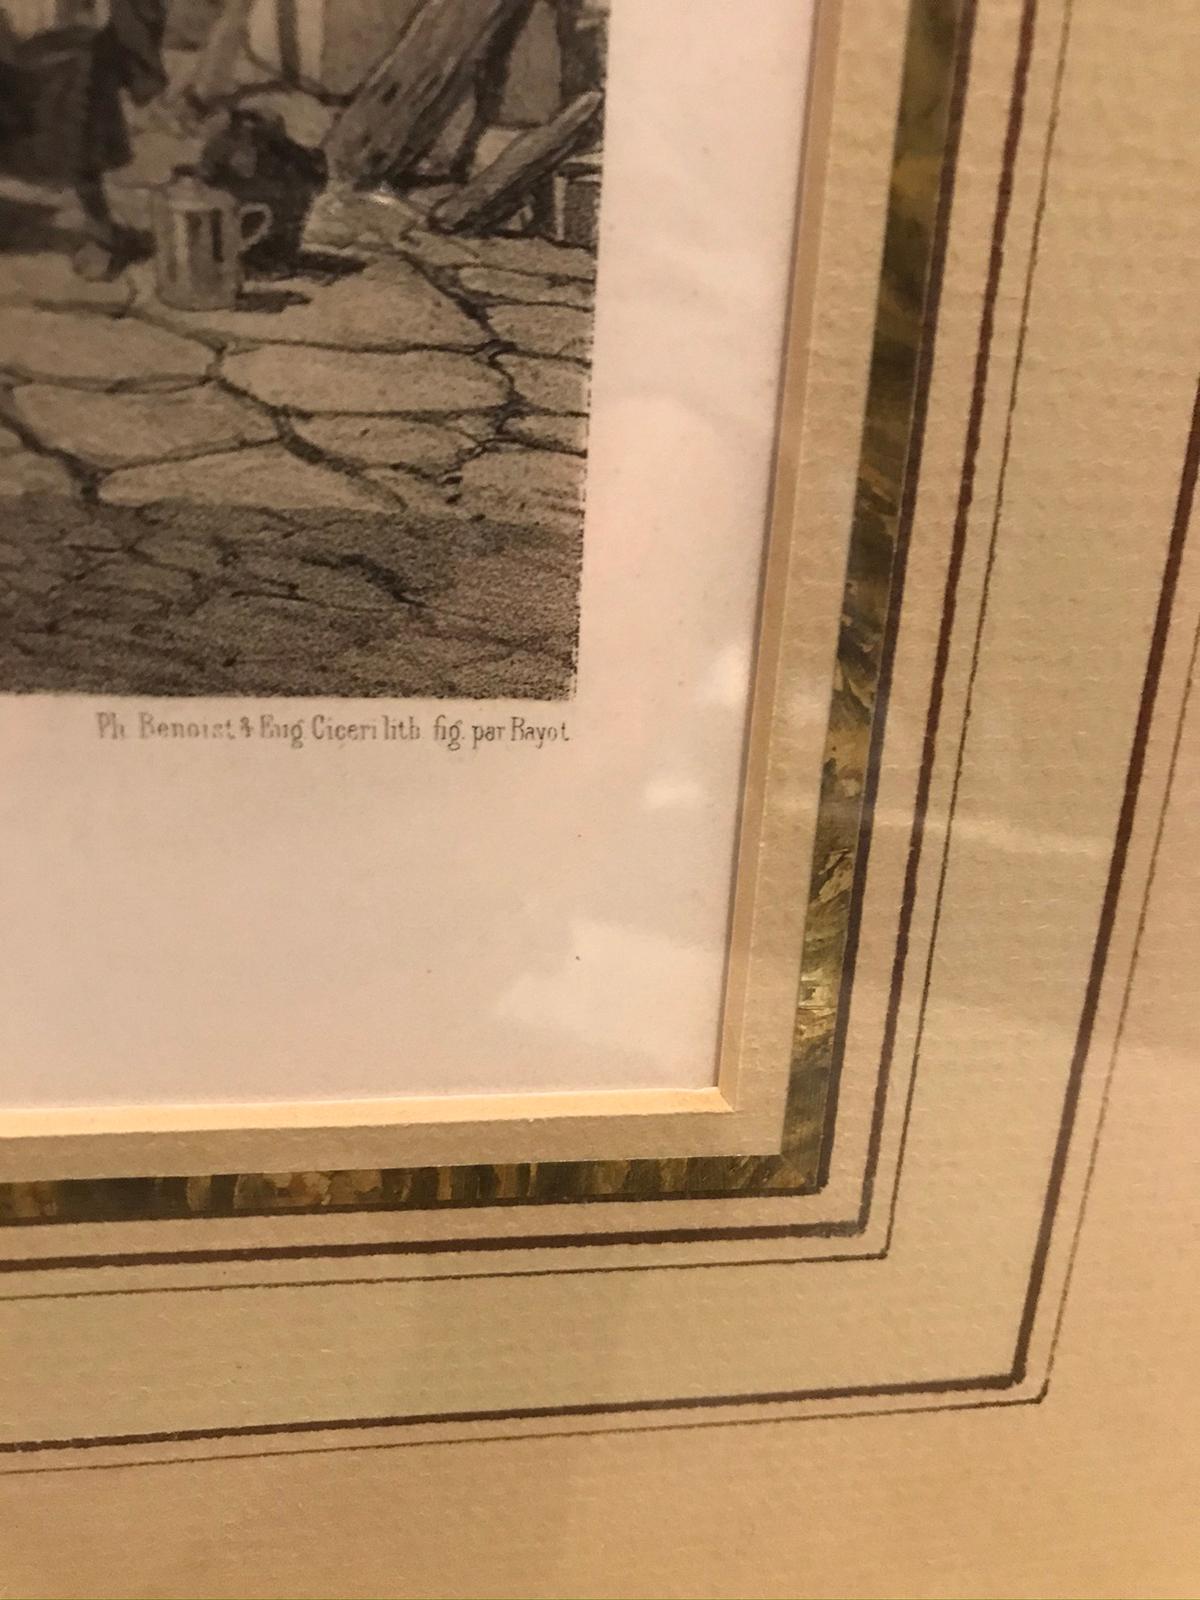 Ph. Benoist & Eug Ciceri lith. fig. par Bayot.